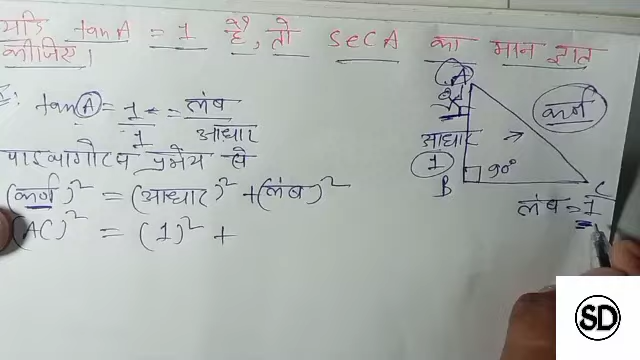 यदि tanA = 1 है, तो secA का मान ज्ञात
कीजिए।
tan A = 1/1 = लंब/आधार
पाइथागोरस प्रमेय से
(कर्ण)² = (आधार)² + (लंब)²
(AC)² = (1)² +
A
कर्ण
आधार
1
90°
B
C
लंब = 1
SD